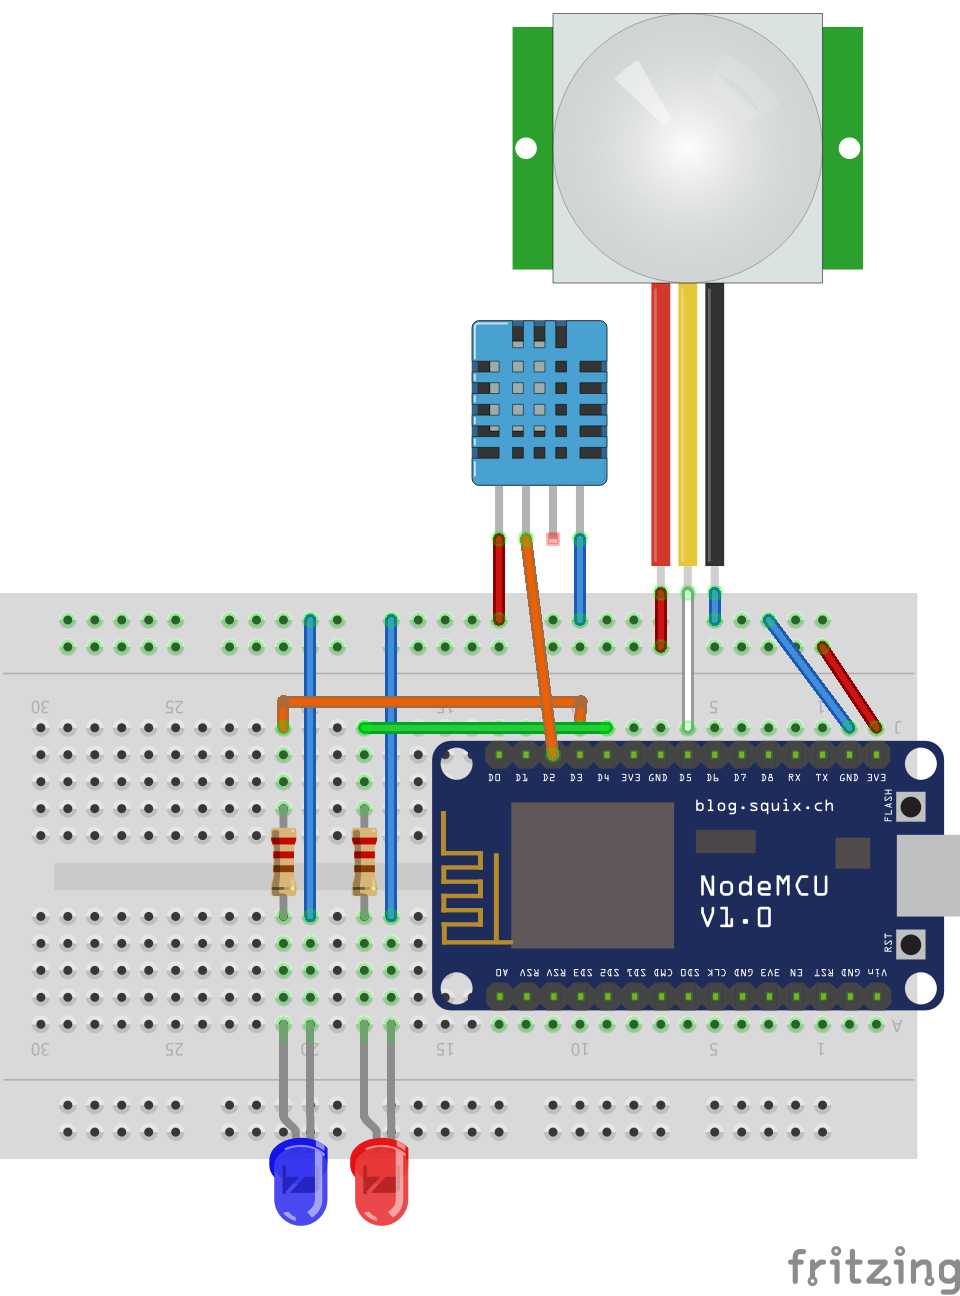 30 25 20 15 10 5 1 J
D0 D1 D2 D3 D4 3V3 GND D5 D6 D7 D8 RX TX GND 3V3
blog.squix.ch
FLASH
NodeMCU
V1.0
RST
A0 RSV RSV SD3 SD2 SD1 CMD SD0 CLK GND 3V3 EN RST GND Vin
A
30 25 20 15 10 5 1
fritzing